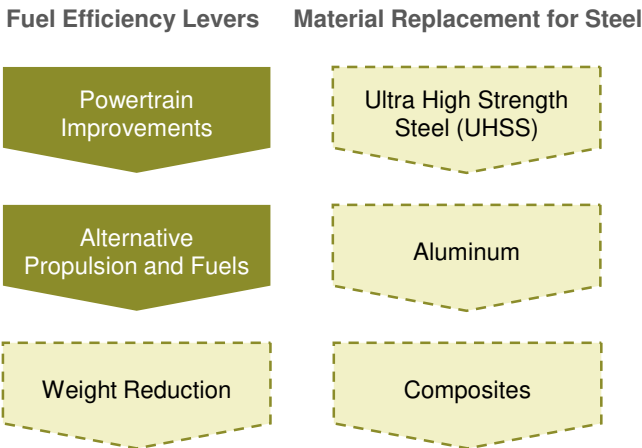 Fuel Efficiency Levers
Material Replacement for Steel
Powertrain
Improvements
Ultra High Strength
Steel (UHSS)
Alternative
Propulsion and Fuels
Aluminum
Weight Reduction
Composites